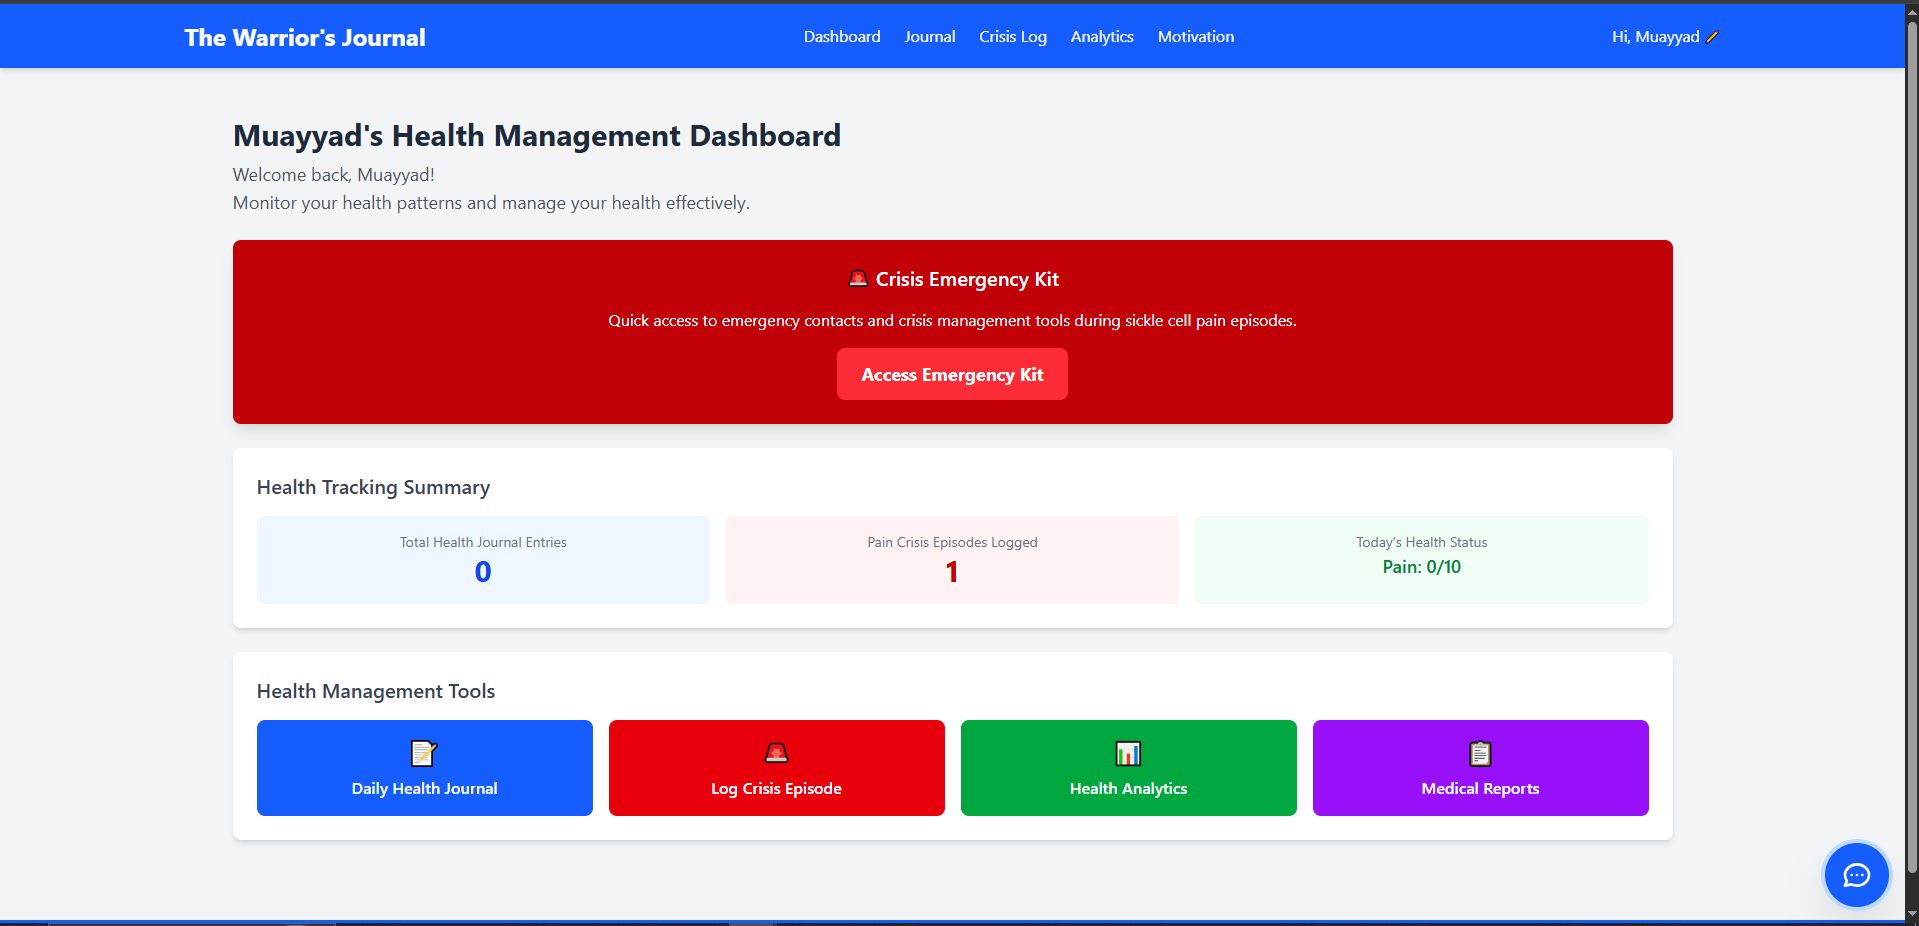 The Warrior's Journal
Dashboard Journal Crisis Log Analytics Motivation
Hi, Muayyad
Muayyad's Health Management Dashboard
Welcome back, Muayyad!
Monitor your health patterns and manage your health effectively.
Crisis Emergency Kit
Quick access to emergency contacts and crisis management tools during sickle cell pain episodes.
Access Emergency Kit
Health Tracking Summary
Total Health Journal Entries
0
Pain Crisis Episodes Logged
1
Today's Health Status
Pain: 0/10
Health Management Tools
Daily Health Journal
Log Crisis Episode
Health Analytics
Medical Reports